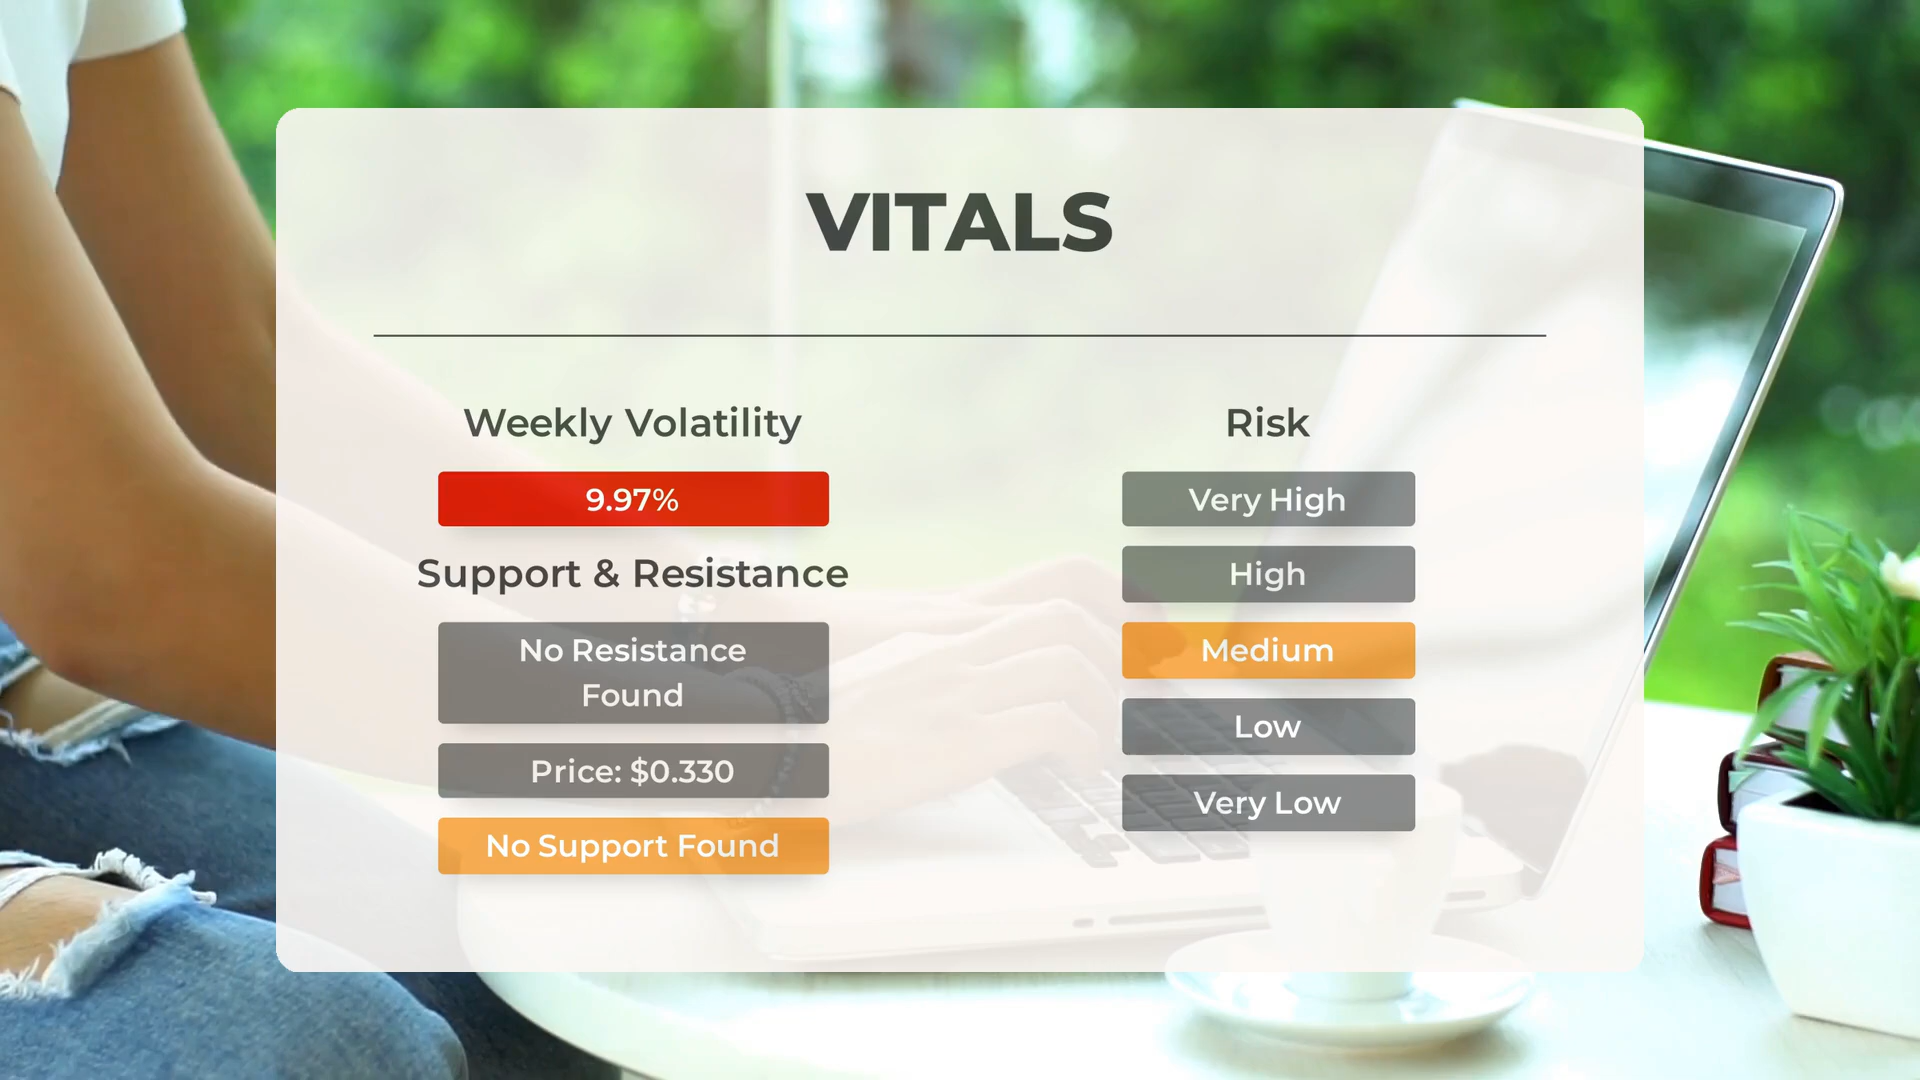 VITALS
Weekly Volatility
9.97%
Support & Resistance
No Resistance
Found
Price: $0.330
No Support Found
Risk
Very High
High
Medium
Low
Very Low